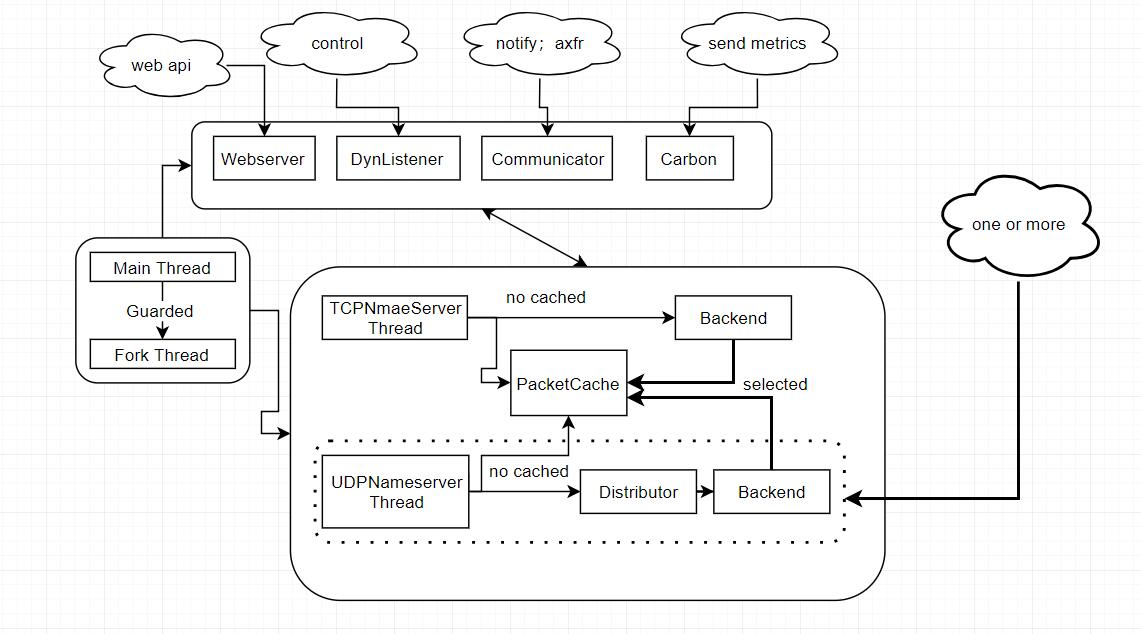 web api
control
notify；axfr
send metrics
Webserver
DynListener
Communicator
Carbon
one or more
Main Thread
Guarded
Fork Thread
TCPNmaeServer
Thread
no cached
Backend
PacketCache
selected
UDPNameserver
Thread
no cached
Distributor
Backend